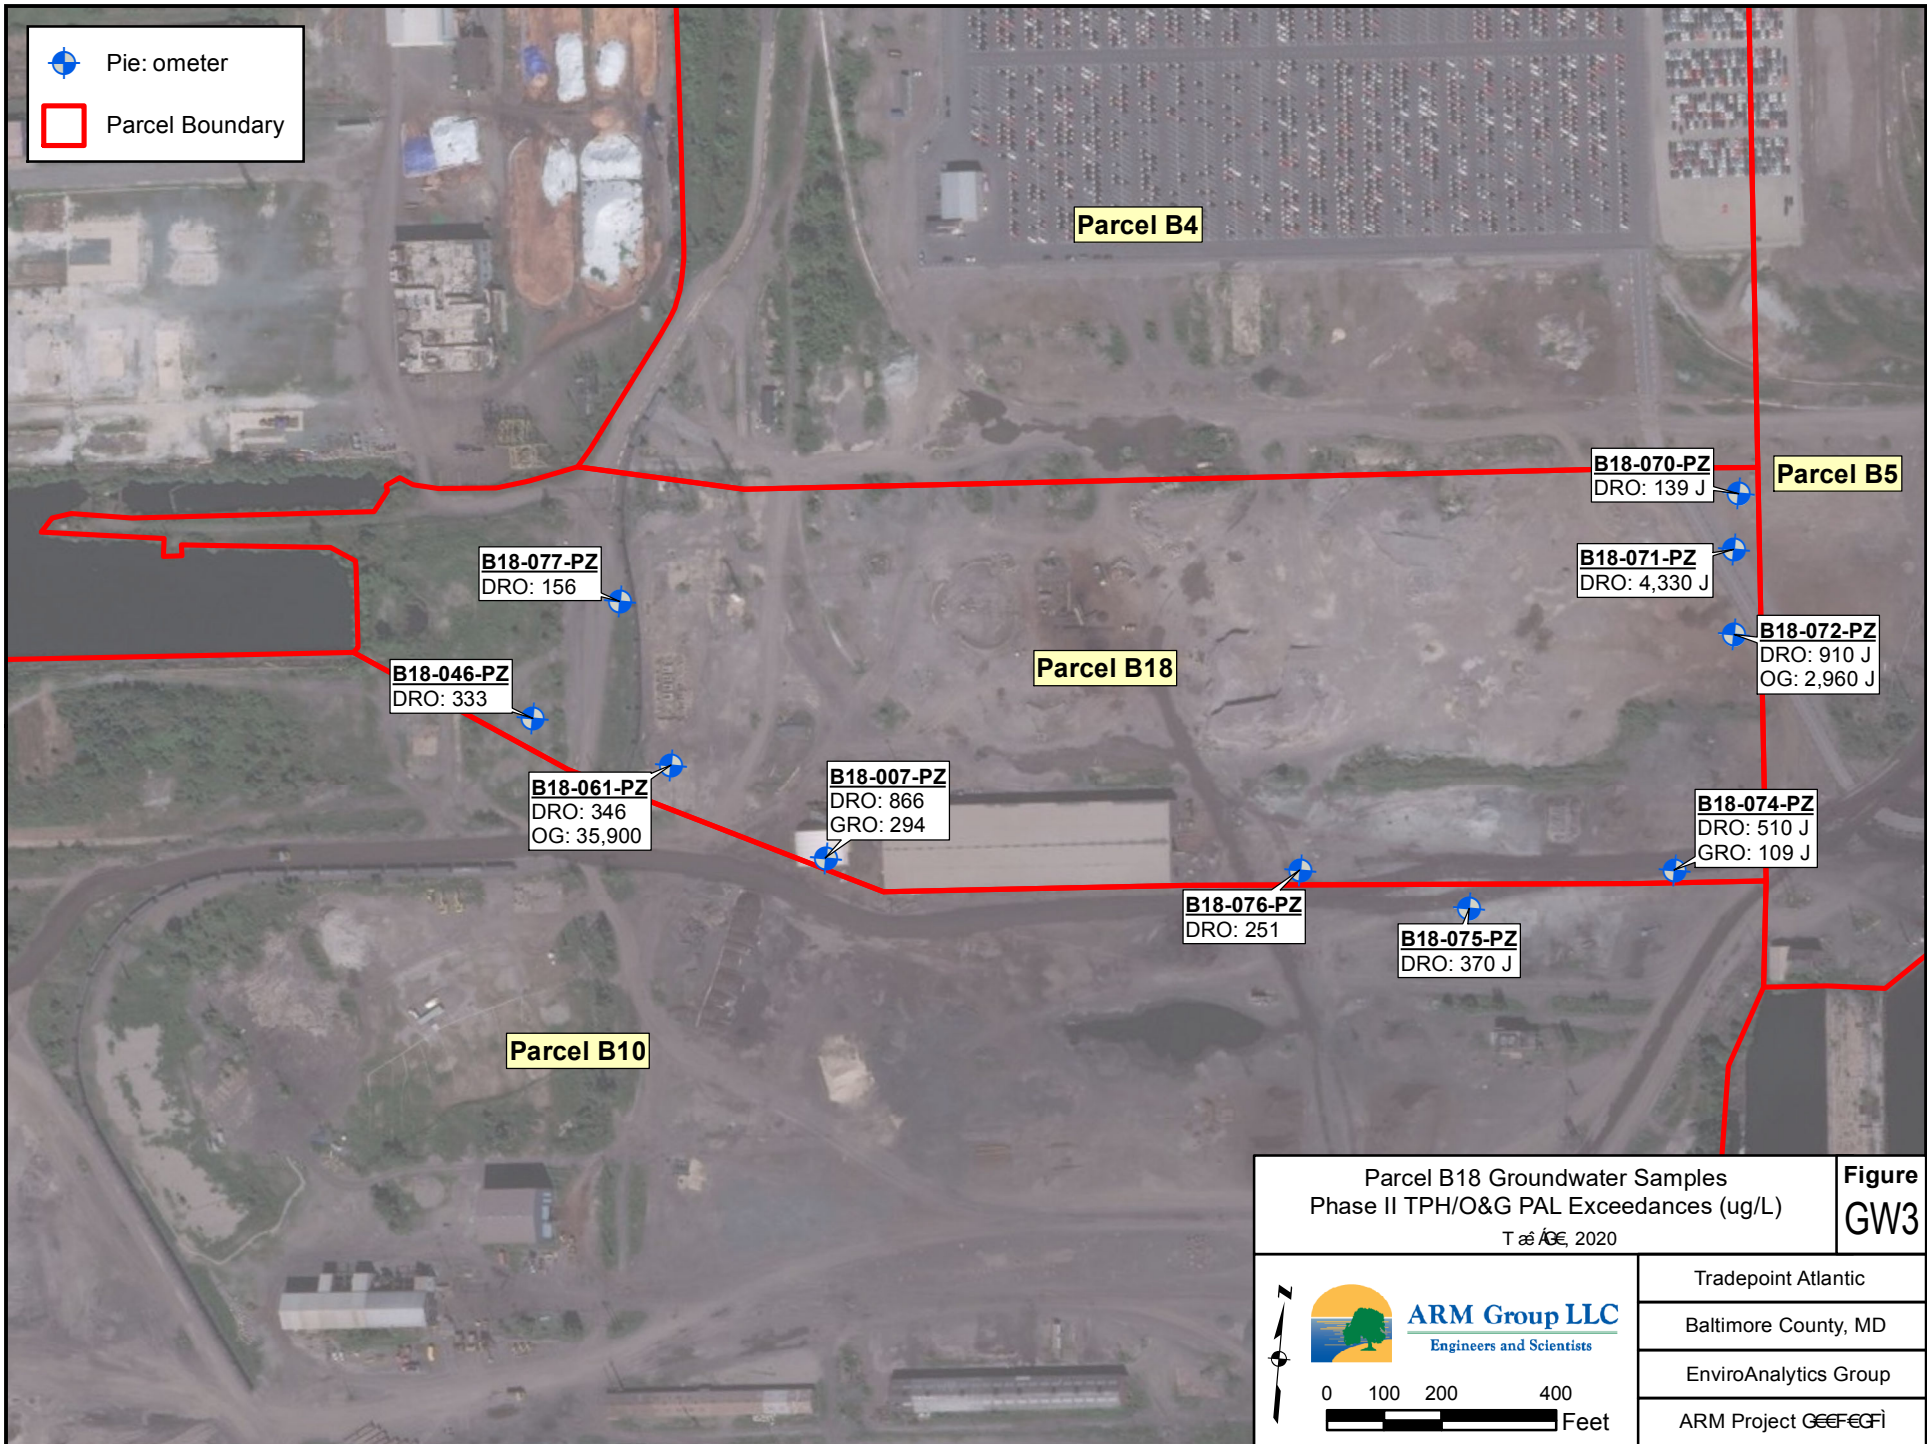 Pie: ometer
Parcel Boundary
Parcel B4
B18-070-PZ
DRO: 139 J
Parcel B5
B18-071-PZ
DRO: 4,330 J
B18-077-PZ
DRO: 156
B18-072-PZ
DRO: 910 J
OG: 2,960 J
Parcel B18
B18-046-PZ
DRO: 333
B18-061-PZ
DRO: 346
OG: 35,900
B18-007-PZ
DRO: 866
GRO: 294
B18-074-PZ
DRO: 510 J
GRO: 109 J
B18-076-PZ
DRO: 251
B18-075-PZ
DRO: 370 J
Parcel B10
Parcel B18 Groundwater Samples
Phase II TPH/O&G PAL Exceedances (ug/L)
, 2020
Figure
GW3
Z
ARM Group LLC
Engineers and Scientists
0 100 200 400
Feet
Tradepoint Atlantic
Baltimore County, MD
EnviroAnalytics Group
ARM Project